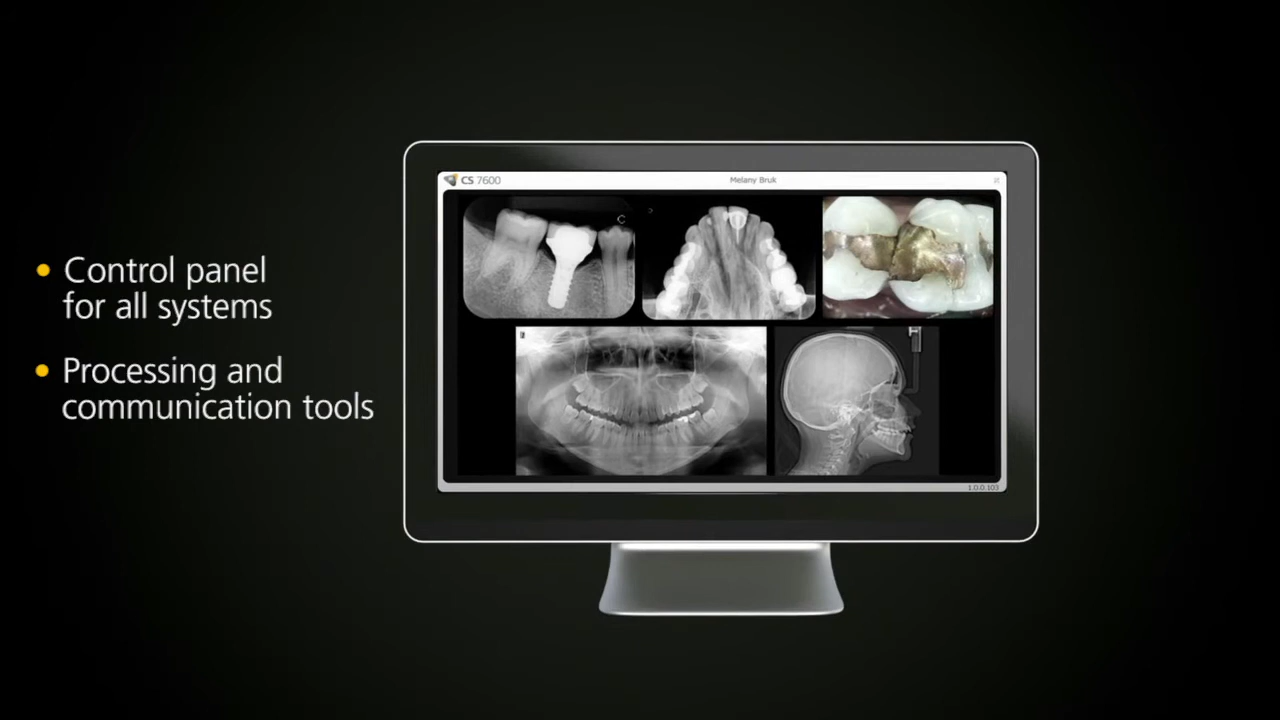 Control panel
for all systems
Processing and
communication tools
CS 7600
Melany Bruk
1.0.0.103